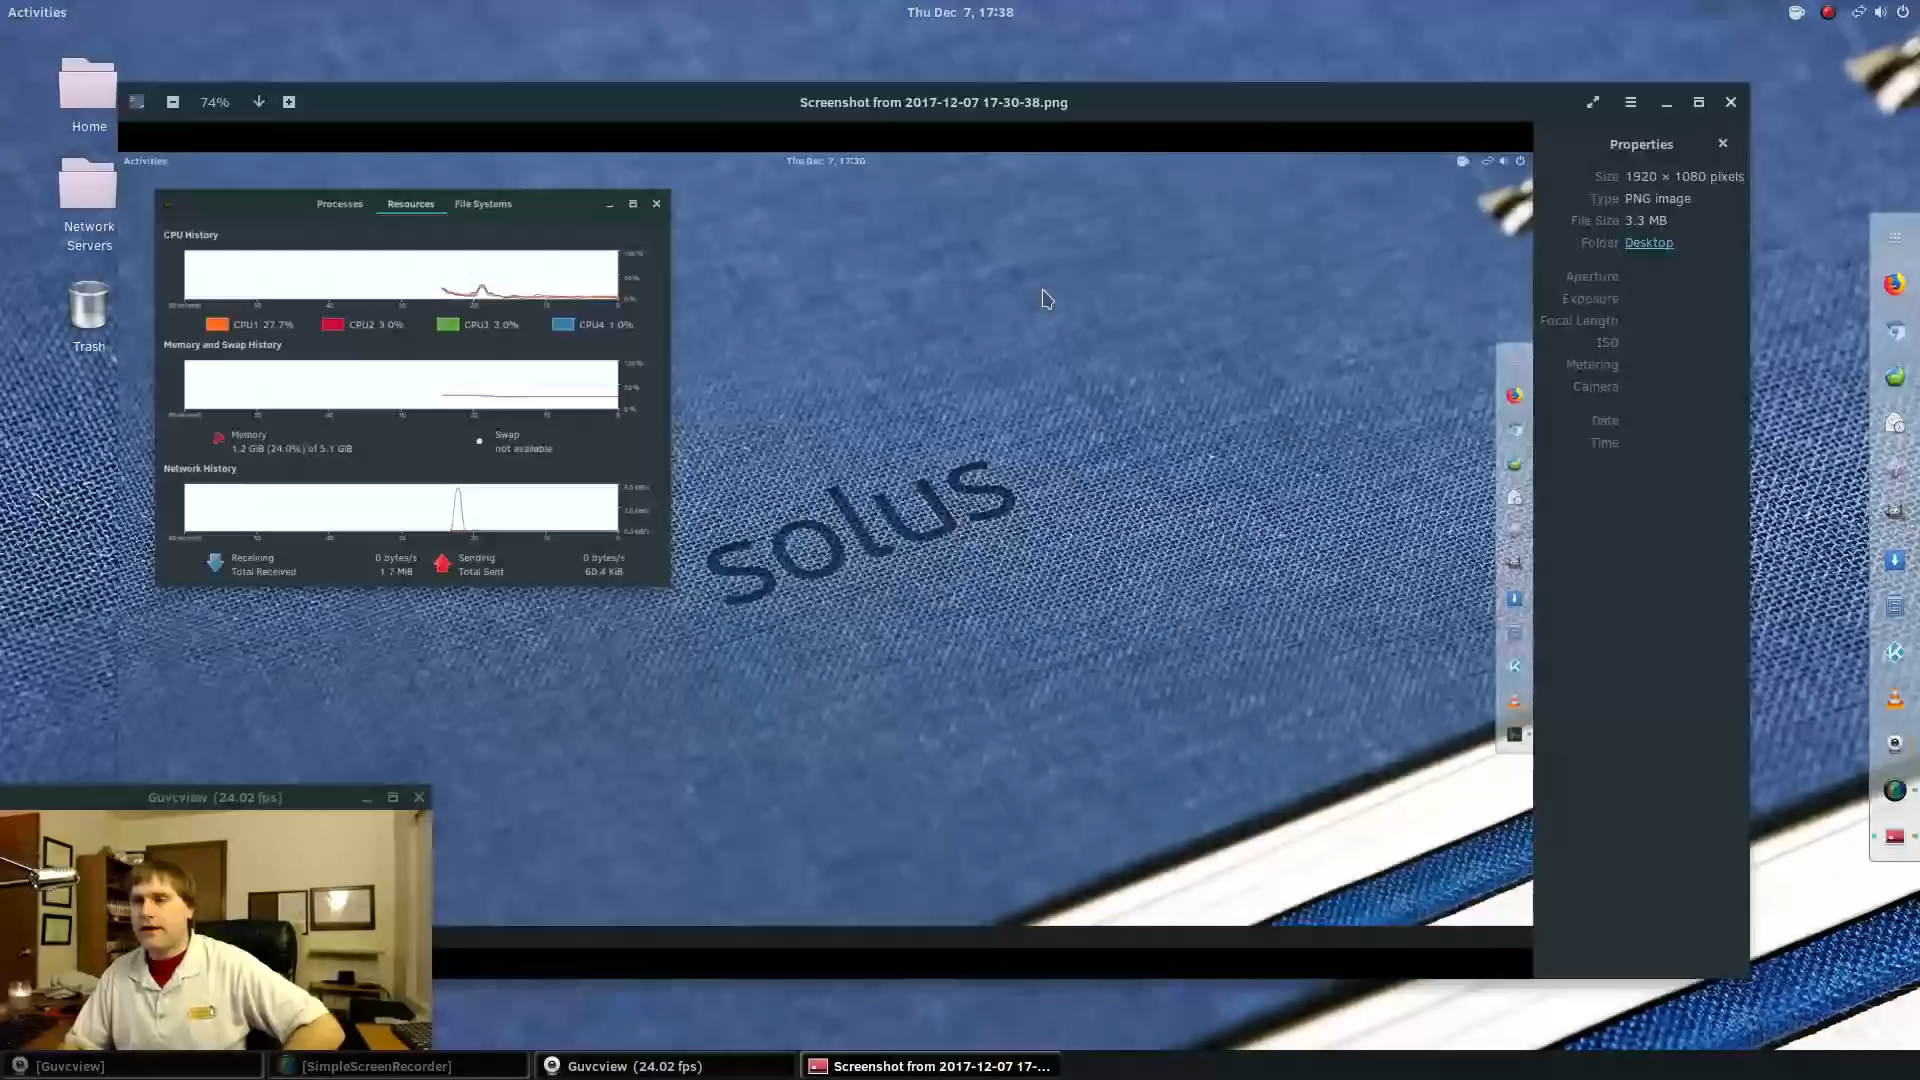 Activities
Thu Dec 7, 17:38
Home
Network
Servers
Trash
74%
Screenshot from 2017-12-07 17-30-38.png
Properties
Size 1920 × 1080 pixels
Type PNG image
File Size 3.3 MB
Folder Desktop
Aperture
Exposure
Focal Length
ISO
Metering
Camera
Date
Time
Activities
Thu Dec 7, 17:30
Processes
Resources
File Systems
CPU History
100%
50%
0%
CPU1 27.7%
CPU2 3.0%
CPU3 3.0%
CPU4 1.0%
Memory and Swap History
100%
50%
0%
Memory
1.2 GiB (24.0%) of 5.1 GiB
Swap
not available
Network History
Receiving 0 bytes/s
Total Received 1.7 MiB
Sending 0 bytes/s
Total Sent 60.4 KiB
solus
Guvcview (24.02 fps)
[Guvcview]
[SimpleScreenRecorder]
Guvcview (24.02 fps)
Screenshot from 2017-12-07 17-...